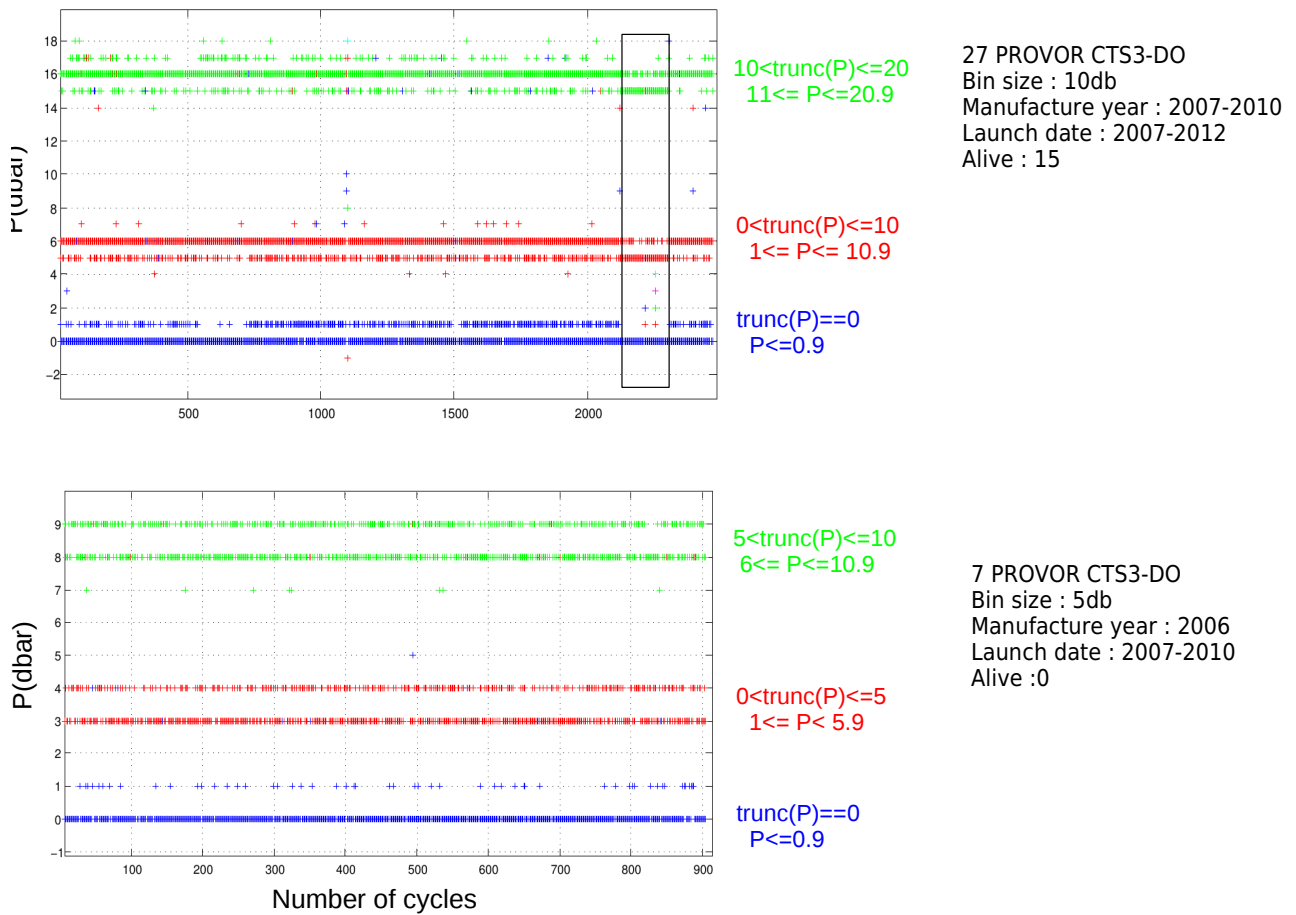 18
16
14
12
10
8
6
4
2
0
−2
P(dbar)
500
1000
1500
2000
10<trunc(P)<=20
11<= P<=20.9
0<trunc(P)<=10
1<= P<= 10.9
trunc(P)==0
P<=0.9
27 PROVOR CTS3-DO
Bin size : 10db
Manufacture year : 2007-2010
Launch date : 2007-2012
Alive : 15
9
8
7
6
5
4
3
2
1
0
−1
P(dbar)
100
200
300
400
500
600
700
800
900
Number of cycles
5<trunc(P)<=10
6<= P<=10.9
0<trunc(P)<=5
1<= P< 5.9
trunc(P)==0
P<=0.9
7 PROVOR CTS3-DO
Bin size : 5db
Manufacture year : 2006
Launch date : 2007-2010
Alive :0